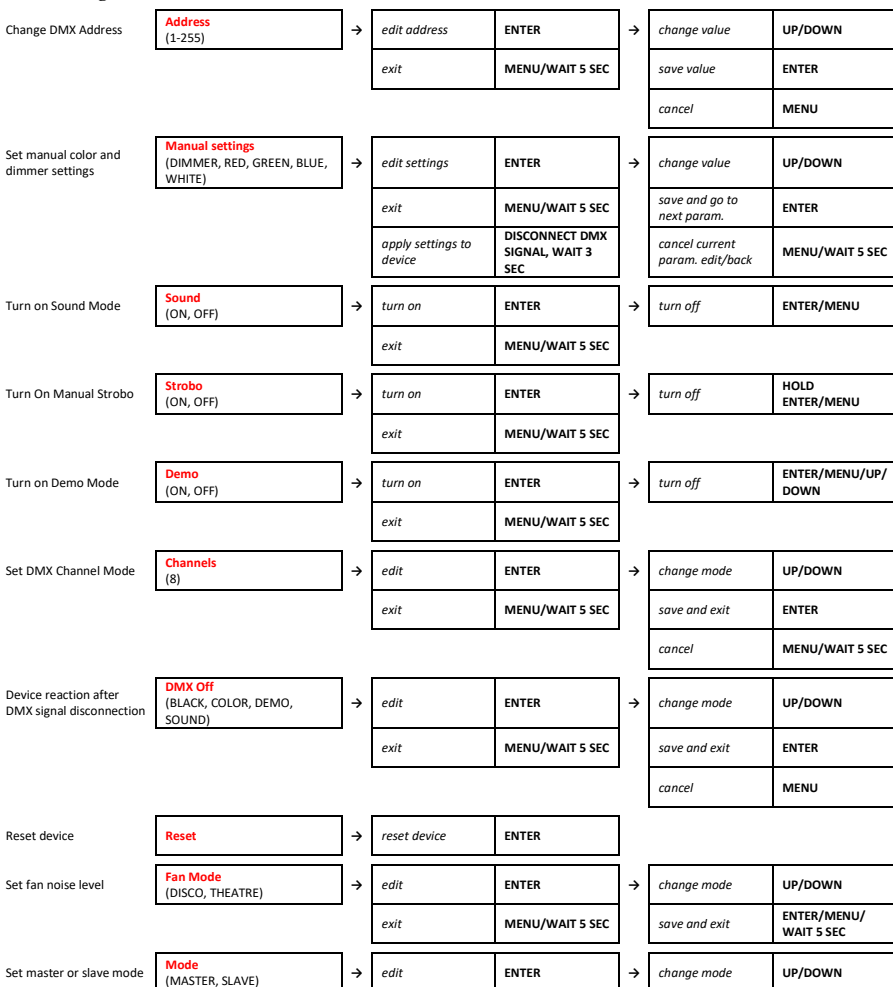 Change DMX Address
Address
(1-255)
→
edit address
ENTER
→
change value
UP/DOWN
exit
MENU/WAIT 5 SEC
save value
ENTER
cancel
MENU
Set manual color and
dimmer settings
Manual settings
(DIMMER, RED, GREEN, BLUE,
WHITE)
→
edit settings
ENTER
→
change value
UP/DOWN
exit
MENU/WAIT 5 SEC
save and go to
next param.
ENTER
apply settings to
device
DISCONNECT DMX
SIGNAL, WAIT 3
SEC
cancel current
param. edit/back
MENU/WAIT 5 SEC
Turn on Sound Mode
Sound
(ON, OFF)
→
turn on
ENTER
→
turn off
ENTER/MENU
exit
MENU/WAIT 5 SEC
Turn On Manual Strobo
Strobo
(ON, OFF)
→
turn on
ENTER
→
turn off
HOLD
ENTER/MENU
exit
MENU/WAIT 5 SEC
Turn on Demo Mode
Demo
(ON, OFF)
→
turn on
ENTER
→
turn off
ENTER/MENU/UP/
DOWN
exit
MENU/WAIT 5 SEC
Set DMX Channel Mode
Channels
(8)
→
edit
ENTER
→
change mode
UP/DOWN
exit
MENU/WAIT 5 SEC
save and exit
ENTER
cancel
MENU/WAIT 5 SEC
Device reaction after
DMX signal disconnection
DMX Off
(BLACK, COLOR, DEMO,
SOUND)
→
edit
ENTER
→
change mode
UP/DOWN
exit
MENU/WAIT 5 SEC
save and exit
ENTER
cancel
MENU
Reset device
Reset
→
reset device
ENTER
Set fan noise level
Fan Mode
(DISCO, THEATRE)
→
edit
ENTER
→
change mode
UP/DOWN
exit
MENU/WAIT 5 SEC
save and exit
ENTER/MENU/
WAIT 5 SEC
Set master or slave mode
Mode
(MASTER, SLAVE)
→
edit
ENTER
→
change mode
UP/DOWN